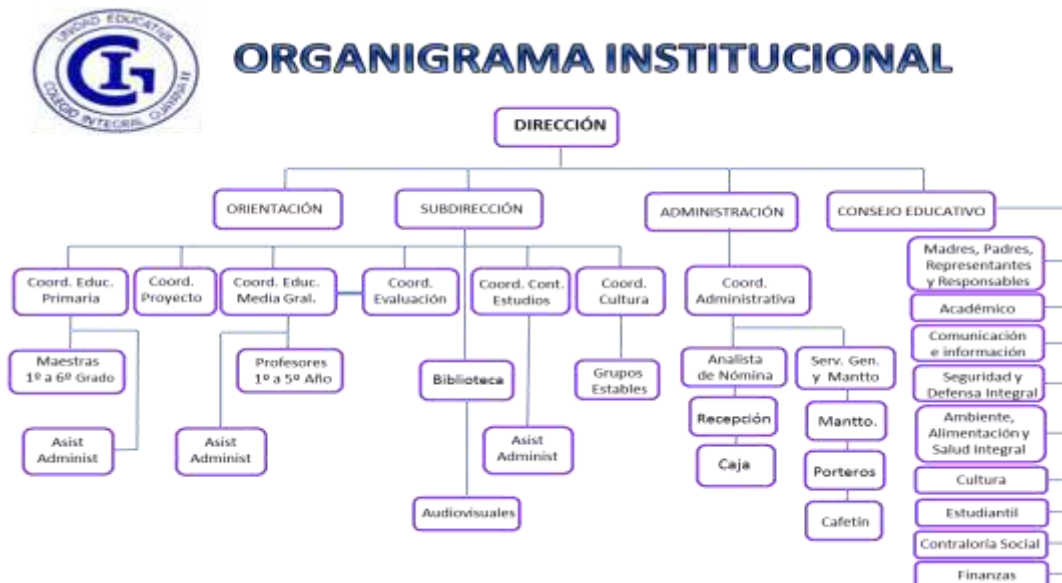 UNIDAD EDUCATIVA
COLEGIO INTEGRAL GUAYANA III
ORGANIGRAMA INSTITUCIONAL
DIRECCIÓN
ORIENTACIÓN
SUBDIRECCIÓN
ADMINISTRACIÓN
CONSEJO EDUCATIVO
Coord. Educ.
Primaria
Coord.
Proyecto
Coord. Educ.
Media Gral.
Coord.
Evaluación
Coord. Cont.
Estudios
Coord.
Cultura
Coord.
Administrativa
Maestras
1º a 6º Grado
Profesores
1º a 5º Año
Biblioteca
Grupos
Estables
Analista
de Nómina
Serv. Gen.
y Mantto
Asist
Administ
Asist
Administ
Asist
Administ
Audiovisuales
Recepción
Caja
Mantto.
Porteros
Cafetín
Madres, Padres,
Representantes
y Responsables
Académico
Comunicación
e información
Seguridad y
Defensa Integral
Ambiente,
Alimentación y
Salud Integral
Cultura
Estudiantil
Contraloría Social
Finanzas